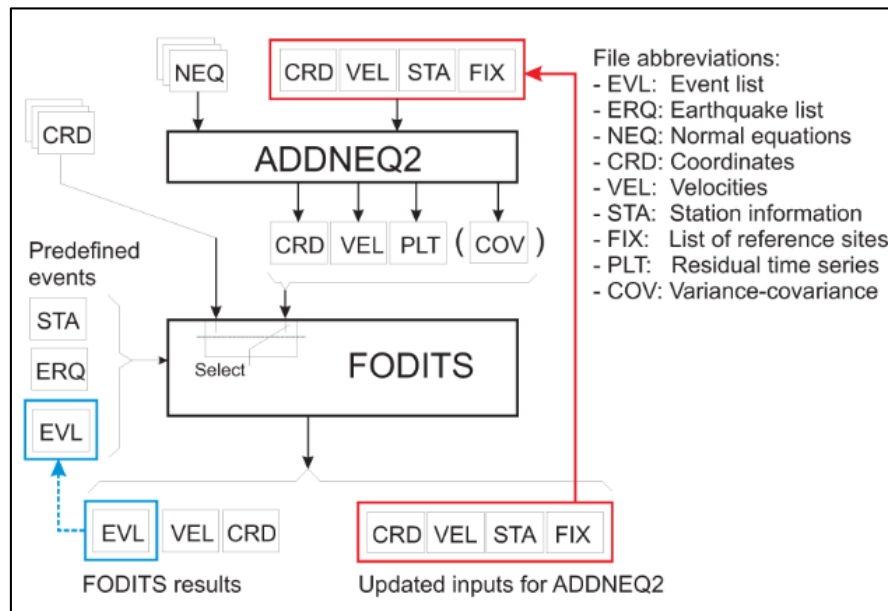 NEQ
CRD VEL STA FIX
File abbreviations:
- EVL: Event list
- ERQ: Earthquake list
- NEQ: Normal equations
- CRD: Coordinates
- VEL: Velocities
- STA: Station information
- FIX: List of reference sites
- PLT: Residual time series
- COV: Variance-covariance
CRD
ADDNEQ2
CRD VEL PLT ( COV )
Predefined
events
STA
ERQ
EVL
Select
FODITS
EVL VEL CRD
FODITS results
CRD VEL STA FIX
Updated inputs for ADDNEQ2